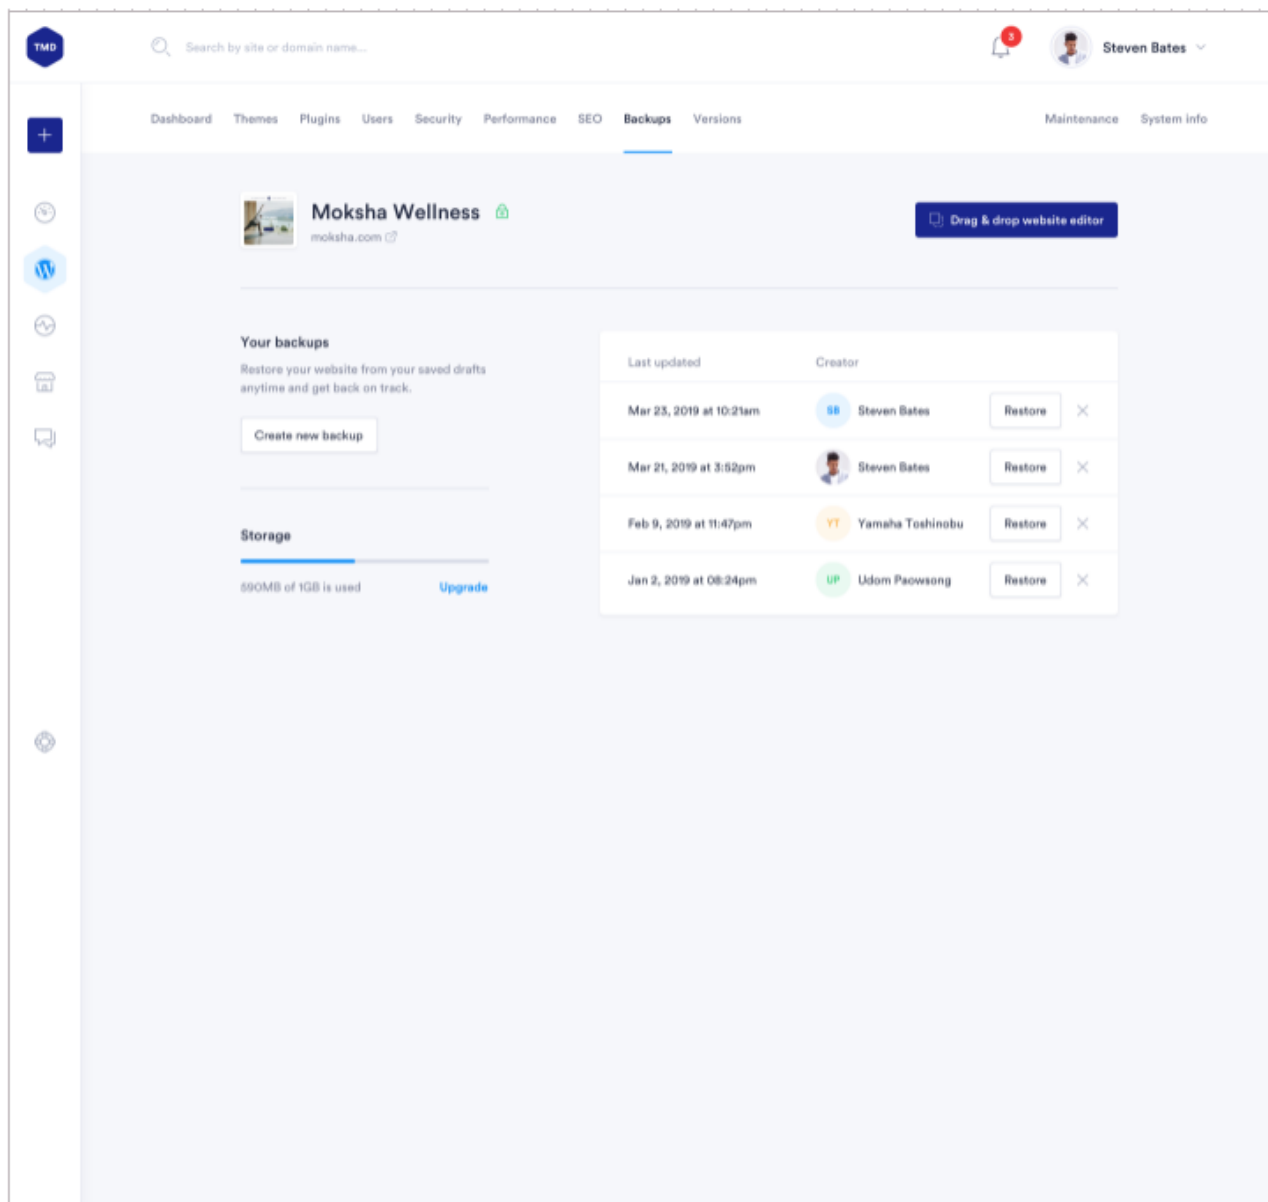 TMD
Search by site or domain name...
3
Steven Bates
Dashboard Themes Plugins Users Security Performance SEO Backups Versions Maintenance System info
Moksha Wellness
moksha.com
Drag & drop website editor
Your backups
Restore your website from your saved drafts
anytime and get back on track.
Create new backup
Storage
590MB of 1GB is used Upgrade
Last updated Creator
Mar 23, 2019 at 10:21am SB Steven Bates Restore
Mar 21, 2019 at 3:52pm Steven Bates Restore
Feb 9, 2019 at 11:47pm YT Yamaha Toshinobu Restore
Jan 2, 2019 at 08:24pm UP Udom Paowsong Restore